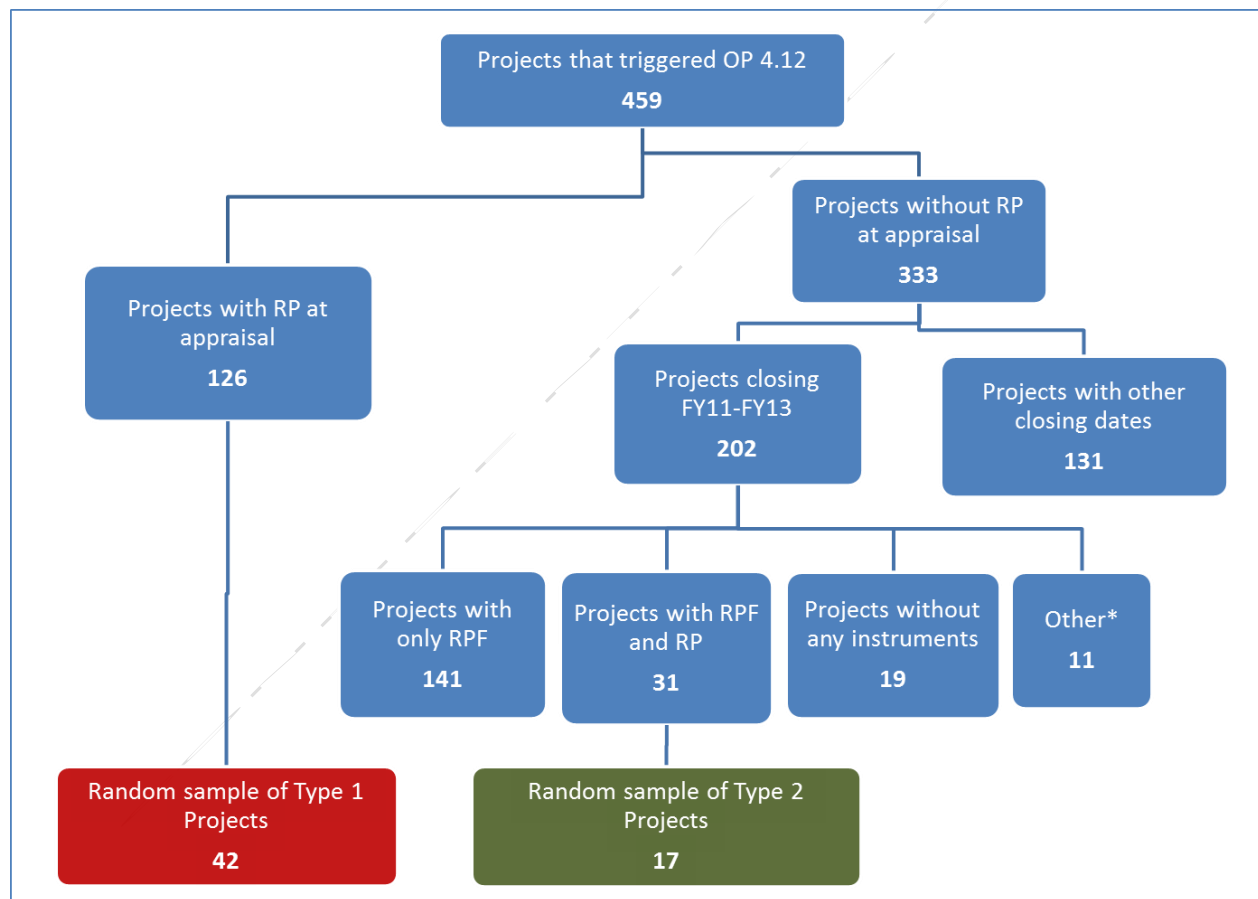 Projects that triggered OP 4.12
459
Projects without RP
at appraisal
333
Projects with RP at
appraisal
126
Projects closing
FY11-FY13
202
Projects with other
closing dates
131
Projects with
only RPF
141
Projects with RPF
and RP
31
Projects without
any instruments
19
Other*
11
Random sample of Type 1
Projects
42
Random sample of Type 2
Projects
17